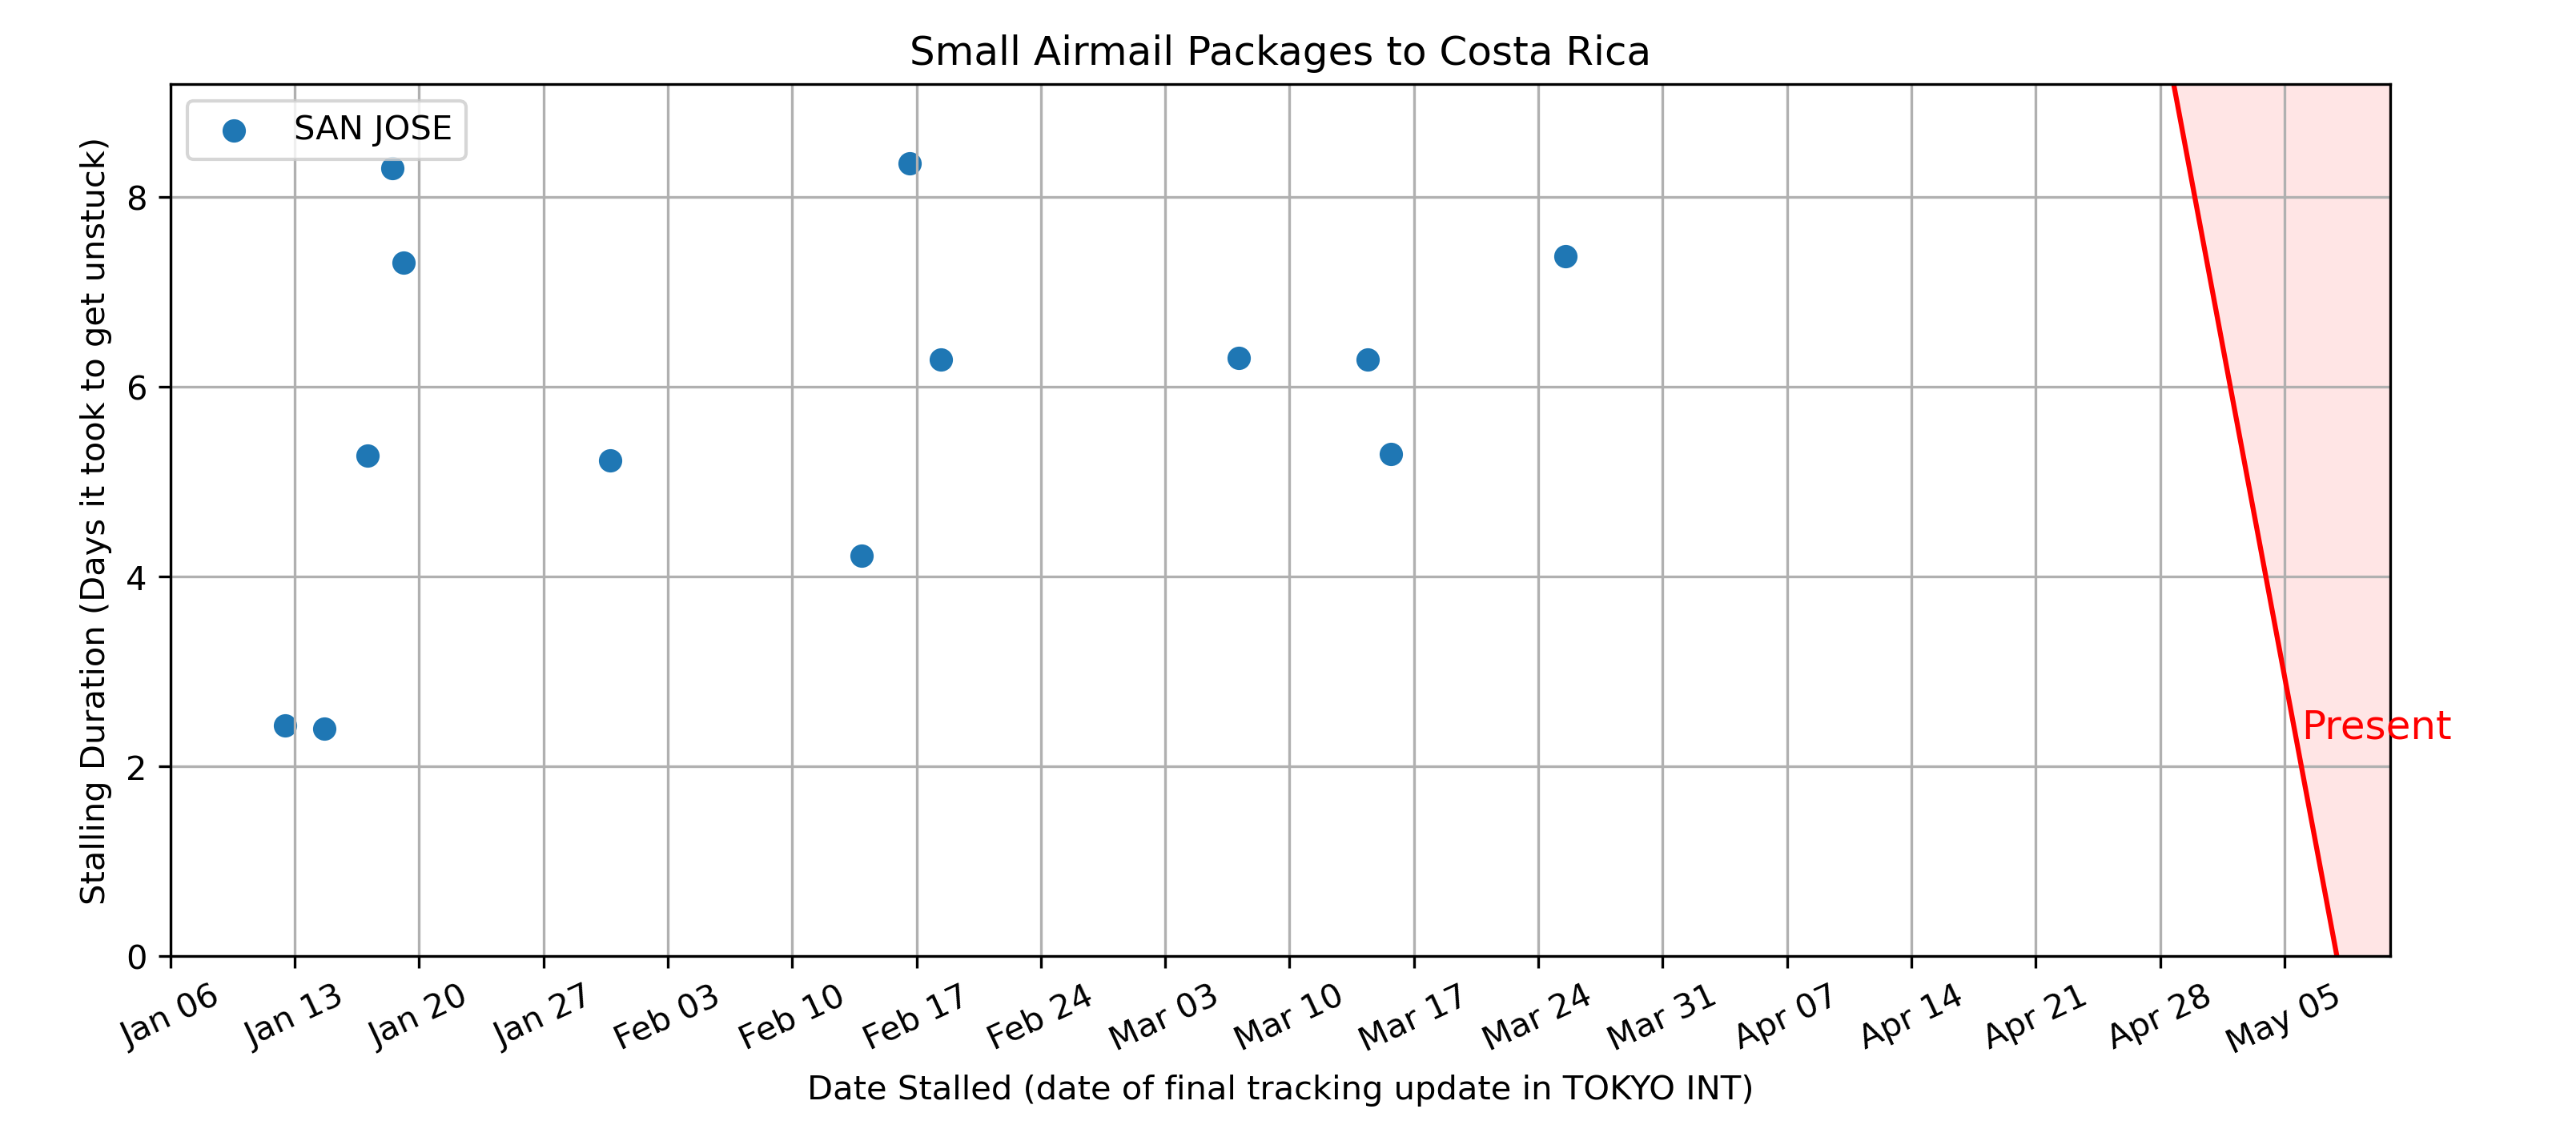 Small Airmail Packages to Costa Rica
SAN JOSE
Stalling Duration (Days it took to get unstuck)
8
6
4
2
0
Present
Jan 06
Jan 13
Jan 20
Jan 27
Feb 03
Feb 10
Feb 17
Feb 24
Mar 03
Mar 10
Mar 17
Mar 24
Mar 31
Apr 07
Apr 14
Apr 21
Apr 28
May 05
Date Stalled (date of final tracking update in TOKYO INT)